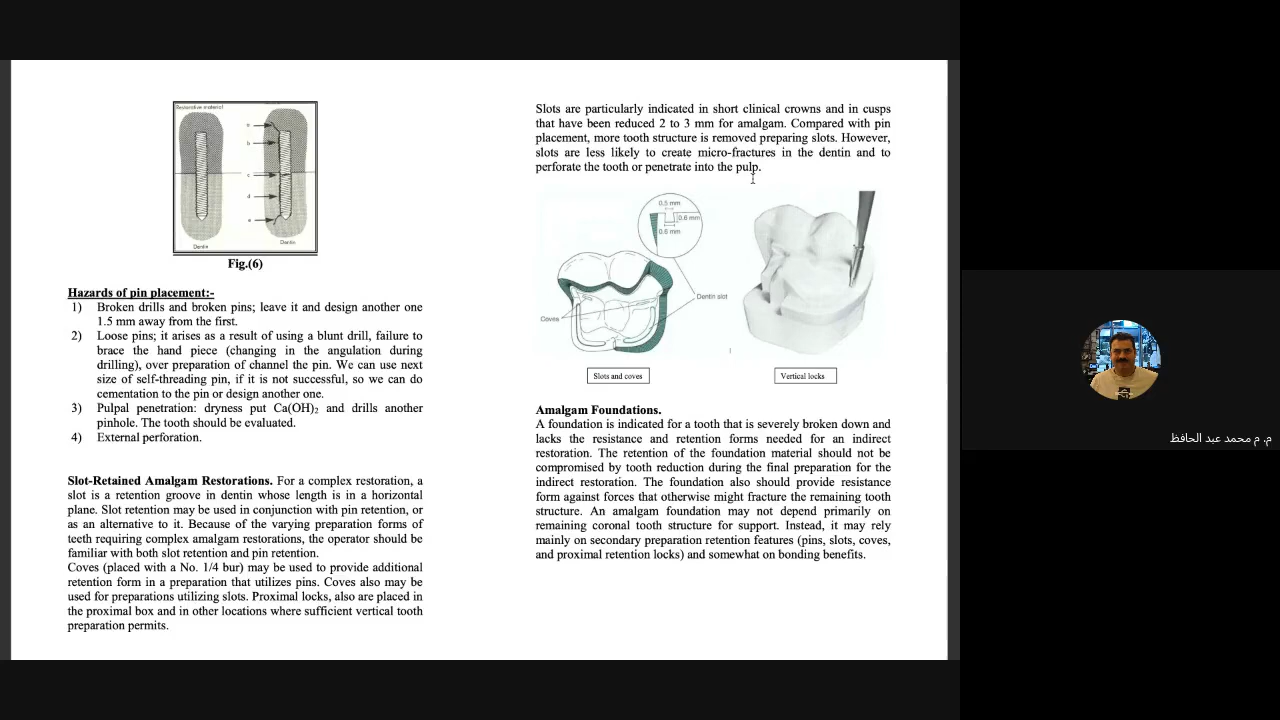 Restorative material
a
b
c
d
e
Dentin
Dentin
Fig.(6)
Hazards of pin placement:-
1) Broken drills and broken pins; leave it and design another one
1.5 mm away from the first.
2) Loose pins; it arises as a result of using a blunt drill, failure to
brace the hand piece (changing in the angulation during
drilling), over preparation of channel the pin. We can use next
size of self-threading pin, if it is not successful, so we can do
cementation to the pin or design another one.
3) Pulpal penetration: dryness put Ca(OH)₂ and drills another
pinhole. The tooth should be evaluated.
4) External perforation.
Slot-Retained Amalgam Restorations. For a complex restoration, a
slot is a retention groove in dentin whose length is in a horizontal
plane. Slot retention may be used in conjunction with pin retention, or
as an alternative to it. Because of the varying preparation forms of
teeth requiring complex amalgam restorations, the operator should be
familiar with both slot retention and pin retention.
Coves (placed with a No. 1/4 bur) may be used to provide additional
retention form in a preparation that utilizes pins. Coves also may be
used for preparations utilizing slots. Proximal locks, also are placed in
the proximal box and in other locations where sufficient vertical tooth
preparation permits.
Slots are particularly indicated in short clinical crowns and in cusps
that have been reduced 2 to 3 mm for amalgam. Compared with pin
placement, more tooth structure is removed preparing slots. However,
slots are less likely to create micro-fractures in the dentin and to
perforate the tooth or penetrate into the pulp.
0.5 mm
0.6 mm
0.6 mm
Dentin slot
Coves
Slots and coves
Vertical locks
Amalgam Foundations.
A foundation is indicated for a tooth that is severely broken down and
lacks the resistance and retention forms needed for an indirect
restoration. The retention of the foundation material should not be
compromised by tooth reduction during the final preparation for the
indirect restoration. The foundation also should provide resistance
form against forces that otherwise might fracture the remaining tooth
structure. An amalgam foundation may not depend primarily on
remaining coronal tooth structure for support. Instead, it may rely
mainly on secondary preparation retention features (pins, slots, coves,
and proximal retention locks) and somewhat on bonding benefits.
م. م محمد عبد الحافظ